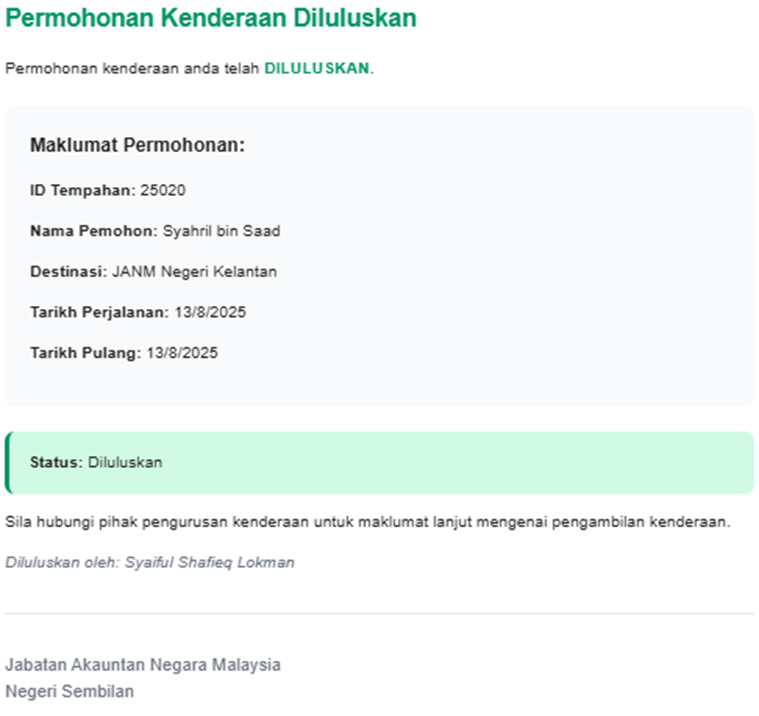 Permohonan Kenderaan Diluluskan
Permohonan kenderaan anda telah DILULUSKAN.
Maklumat Permohonan:
ID Tempahan: 25020
Nama Pemohon: Syahril bin Saad
Destinasi: JANM Negeri Kelantan
Tarikh Perjalanan: 13/8/2025
Tarikh Pulang: 13/8/2025
Status: Diluluskan
Sila hubungi pihak pengurusan kenderaan untuk maklumat lanjut mengenai pengambilan kenderaan.
Diluluskan oleh: Syaiful Shafieq Lokman
Jabatan Akauntan Negara Malaysia
Negeri Sembilan